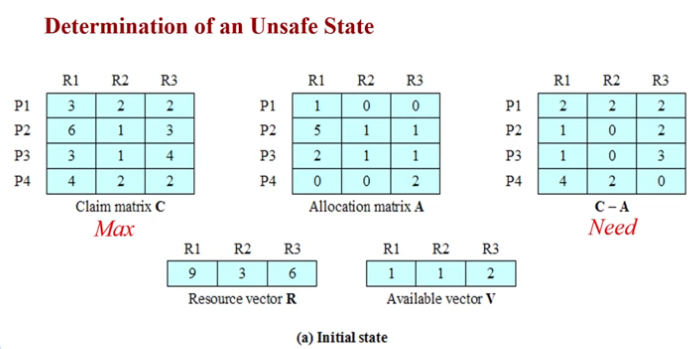 Determination of an Unsafe State
R1 R2 R3 R1 R2 R3 R1 R2 R3
P1 3 2 2 P1 1 0 0 P1 2 2 2
P2 6 1 3 P2 5 1 1 P2 1 0 2
P3 3 1 4 P3 2 1 1 P3 1 0 3
P4 4 2 2 P4 0 0 2 P4 4 2 0
Claim matrix C Allocation matrix A C – A
Max Need
R1 R2 R3 R1 R2 R3
9 3 6 1 1 2
Resource vector R Available vector V
(a) Initial state